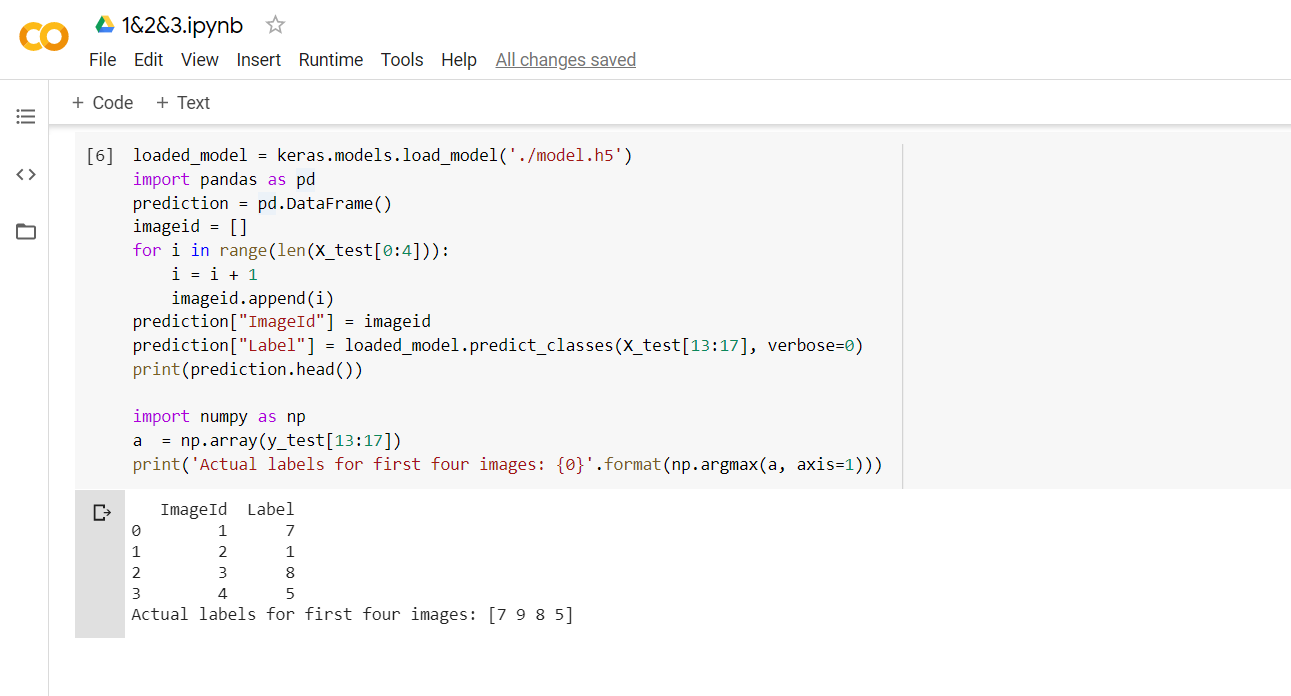 1&2&3.ipynb
File Edit View Insert Runtime Tools Help All changes saved
+ Code + Text
[6] loaded_model = keras.models.load_model('./model.h5')
import pandas as pd
prediction = pd.DataFrame()
imageid = []
for i in range(len(X_test[0:4])):
    i = i + 1
    imageid.append(i)
prediction["ImageId"] = imageid
prediction["Label"] = loaded_model.predict_classes(X_test[13:17], verbose=0)
print(prediction.head())
import numpy as np
a  = np.array(y_test[13:17])
print('Actual labels for first four images: {0}'.format(np.argmax(a, axis=1)))
ImageId Label
0 1 7
1 2 1
2 3 8
3 4 5
Actual labels for first four images: [7 9 8 5]